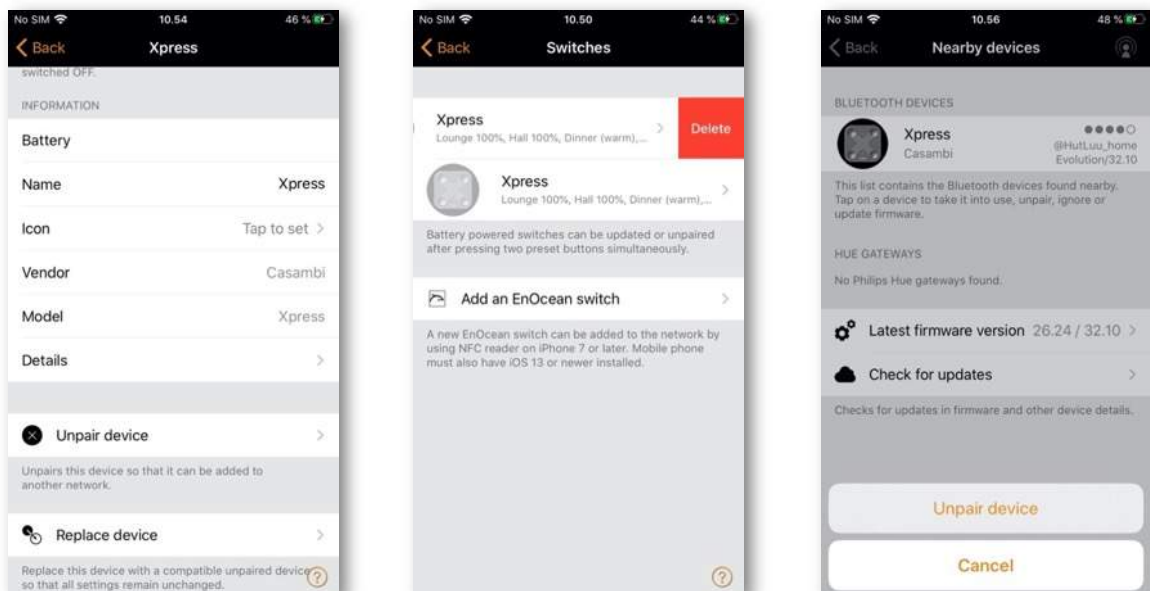 No SIM 10.54 46 %
Back Xpress
switched OFF.
INFORMATION
Battery
Name Xpress
Icon Tap to set
Vendor Casambi
Model Xpress
Details
Unpair device
Unpairs this device so that it can be added to
another network.
Replace device
Replace this device with a compatible unpaired device
so that all settings remain unchanged.
?
No SIM 10.50 44 %
Back Switches
Xpress
Lounge 100%, Hall 100%, Dinner (warm),...
Delete
Xpress
Lounge 100%, Hall 100%, Dinner (warm),...
Battery powered switches can be updated or unpaired
after pressing two preset buttons simultaneously.
Add an EnOcean switch
A new EnOcean switch can be added to the network by
using NFC reader on iPhone 7 or later. Mobile phone
must also have iOS 13 or newer installed.
?
No SIM 10.56 48 %
Back Nearby devices
BLUETOOTH DEVICES
Xpress
Casambi
@HutLuu_home
Evolution/32.10
This list contains the Bluetooth devices found nearby.
Tap on a device to take it into use, unpair, ignore or
update firmware.
HUE GATEWAYS
No Philips Hue gateways found.
Latest firmware version 26.24 / 32.10
Check for updates
Checks for updates in firmware and other device details.
Unpair device
Cancel